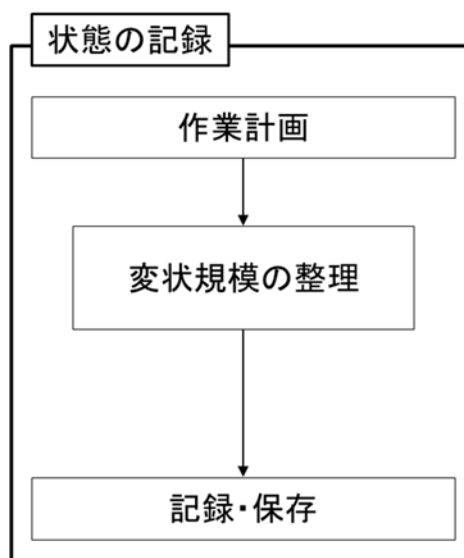 状態の記録
作業計画
変状規模の整理
記録・保存